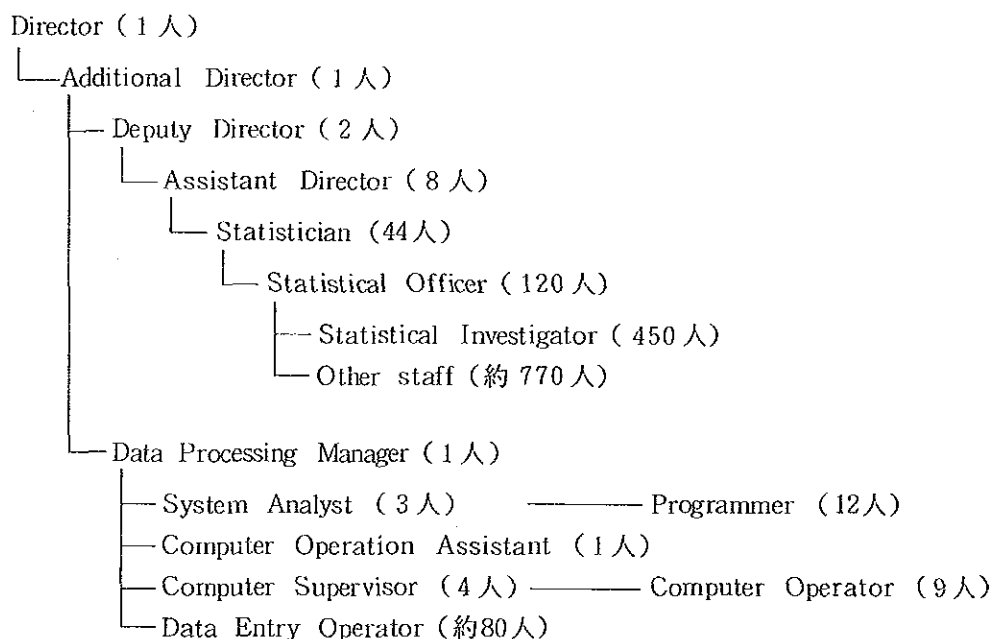 Director (1人)
Additional Director (1人)
Deputy Director (2人)
Assistant Director (8人)
Statistician (44人)
Statistical Officer (120人)
Statistical Investigator (450人)
Other staff (約770人)
Data Processing Manager (1人)
System Analyst (3人) Programmer (12人)
Computer Operation Assistant (1人)
Computer Supervisor (4人) Computer Operator (9人)
Data Entry Operator (約80人)